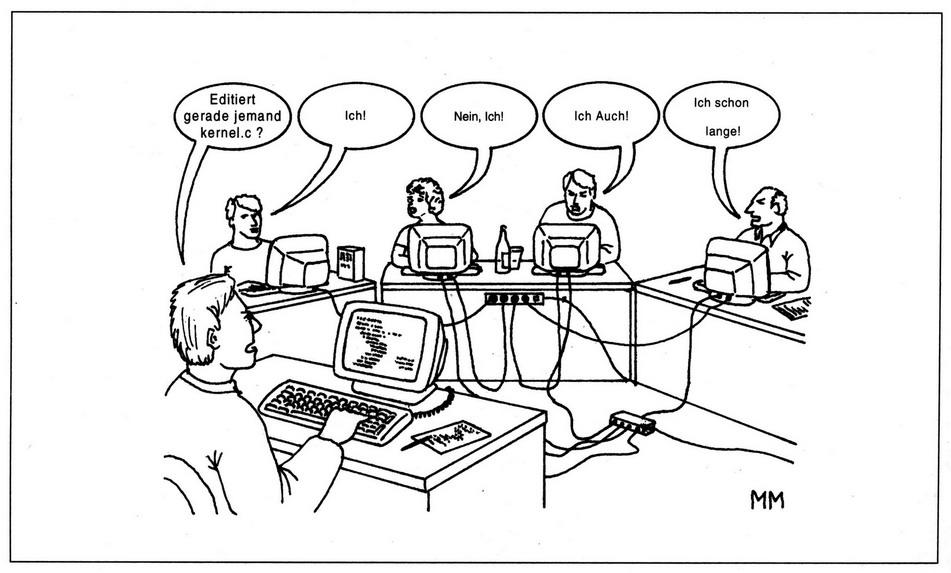 Editiert
gerade jemand
kernel.c ?
Ich!
Nein, Ich!
Ich Auch!
Ich schon
lange!
MM